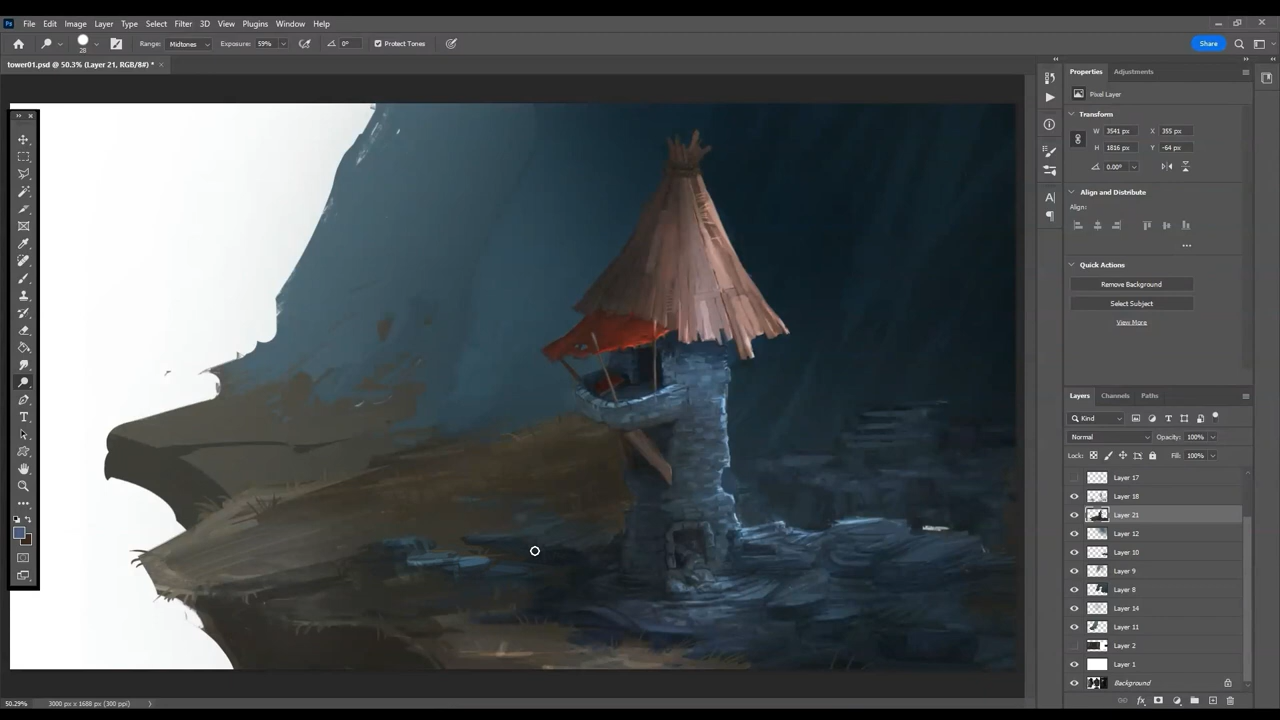 Ps File Edit Image Layer Type Select Filter 3D View Plugins Window Help
28 Range: Midtones Exposure: 59% 0° Protect Tones Share
tower01.psd @ 50.3% (Layer 21, RGB/8#) *
Properties Adjustments
Pixel Layer
Transform
W 3541 px X 355 px
H 1816 px Y -64 px
0.00°
Align and Distribute
Align:
Quick Actions
Remove Background
Select Subject
View More
Layers Channels Paths
Kind
Normal Opacity: 100%
Lock: Fill: 100%
Layer 17
Layer 18
Layer 21
Layer 12
Layer 10
Layer 9
Layer 8
Layer 14
Layer 11
Layer 2
Layer 1
Background
50.29% 3000 px x 1688 px (300 ppi)